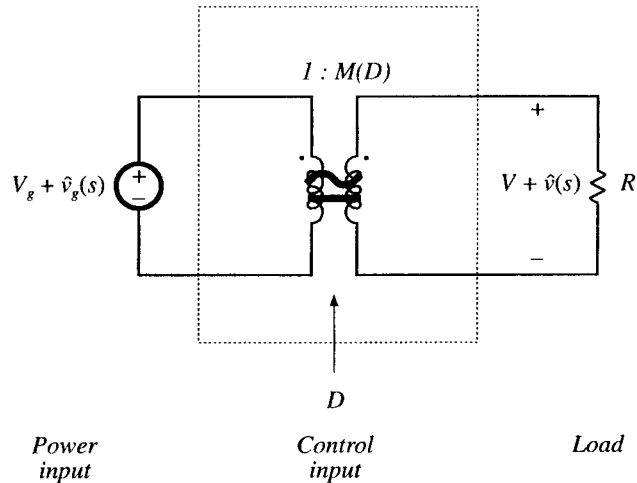 1 : M(D)
+
V_g + v̂_g(s)
+
−
V + v̂(s)
R
−
D
Power input
Control input
Load